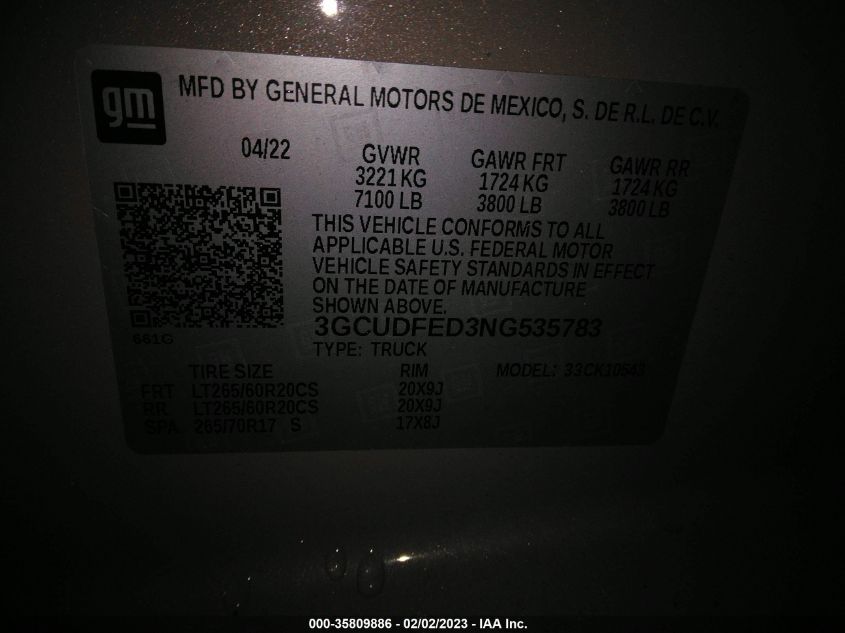 gm
MFD BY GENERAL MOTORS DE MEXICO, S. DE R.L. DE C.V.
04/22 GVWR GAWR FRT GAWR RR
3221 KG 1724 KG 1724 KG
7100 LB 3800 LB 3800 LB
THIS VEHICLE CONFORMS TO ALL
APPLICABLE U.S. FEDERAL MOTOR
VEHICLE SAFETY STANDARDS IN EFFECT
ON THE DATE OF MANUFACTURE
SHOWN ABOVE.
3GCUDFED3NG535783
661G
TYPE: TRUCK
TIRE SIZE RIM MODEL: 33CK10543
FRT LT265/60R20CS 20X9J
RR LT265/60R20CS 20X9J
SPA 265/70R17 S 17X8J
000-35809886 - 02/02/2023 - IAA Inc.